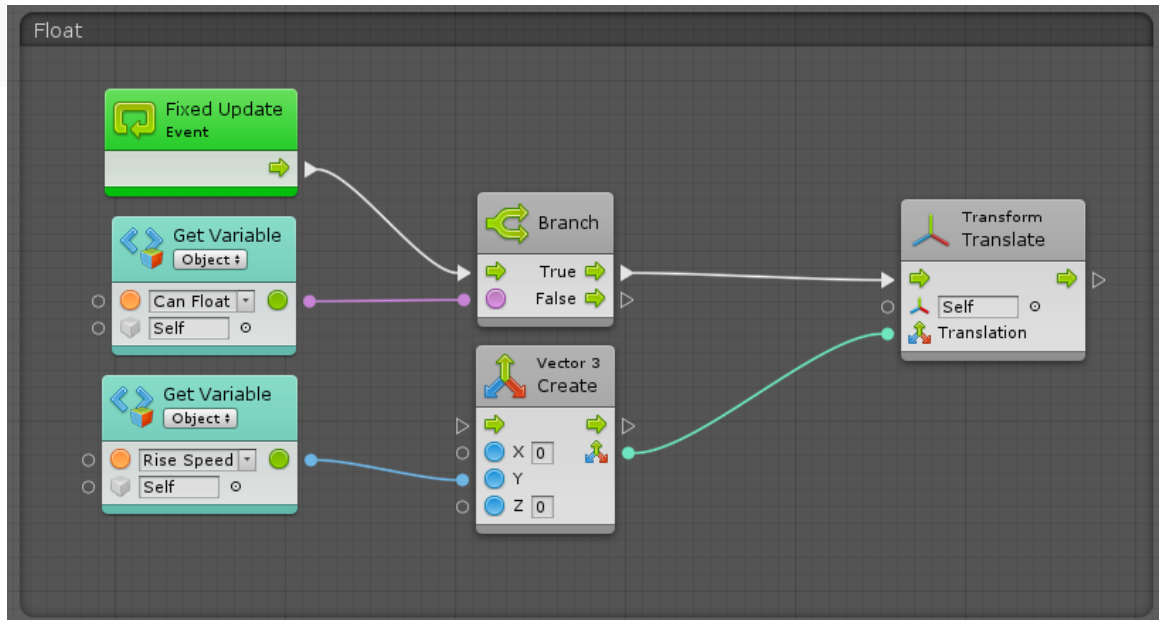 Float
Fixed Update
Event
Get Variable
Object
Can Float
Self
Get Variable
Object
Rise Speed
Self
Branch
True
False
Vector 3
Create
X 0
Y
Z 0
Transform
Translate
Self
Translation